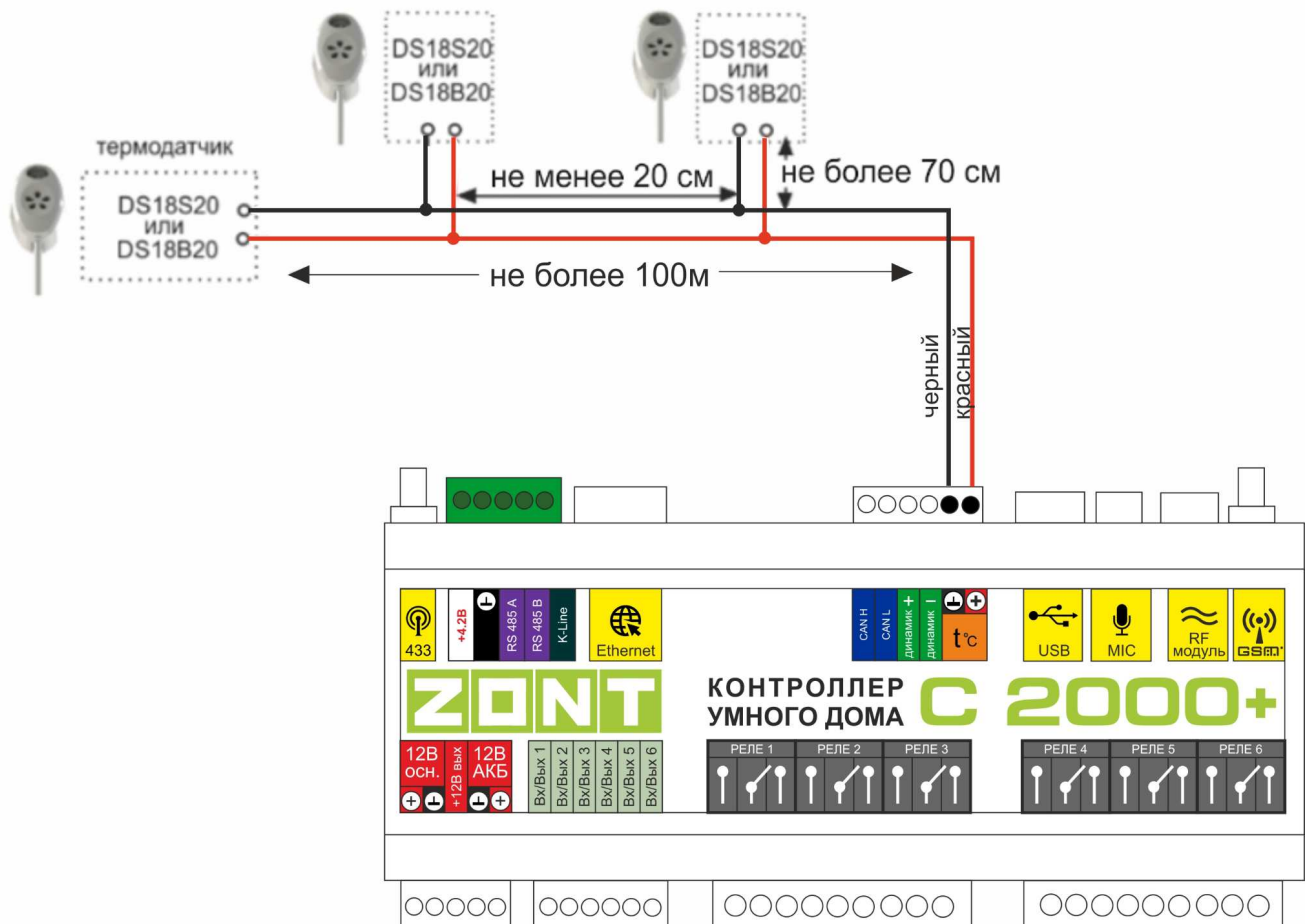 DS18S20
или
DS18B20
DS18S20
или
DS18B20
термодатчик
DS18S20
или
DS18B20
не менее 20 см
не более 70 см
не более 100м
черный
красный
433
+4.2В
RS 485 A
RS 485 B
K-Line
Ethernet
CAN H
CAN L
динамик +
динамик –
t°C
USB
MIC
RF
модуль
GSM
ZONT
КОНТРОЛЛЕР
УМНОГО ДОМА
C 2000+
12В
осн.
+12В вых
12В
АКБ
Вх/Вых 1
Вх/Вых 2
Вх/Вых 3
Вх/Вых 4
Вх/Вых 5
Вх/Вых 6
РЕЛЕ 1
РЕЛЕ 2
РЕЛЕ 3
РЕЛЕ 4
РЕЛЕ 5
РЕЛЕ 6